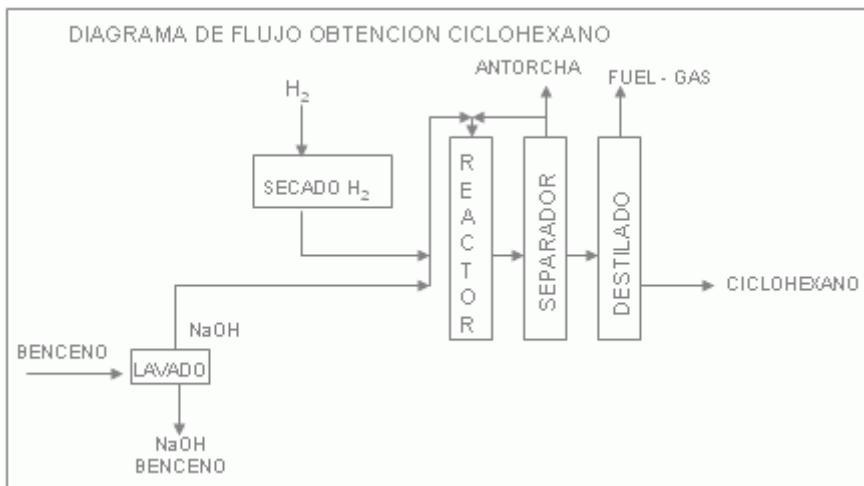 DIAGRAMA DE FLUJO OBTENCION CICLOHEXANO
ANTORCHA
FUEL - GAS
H₂
SECADO H₂
REACTOR
SEPARADOR
DESTILADO
CICLOHEXANO
NaOH
BENCENO
LAVADO
NaOH
BENCENO